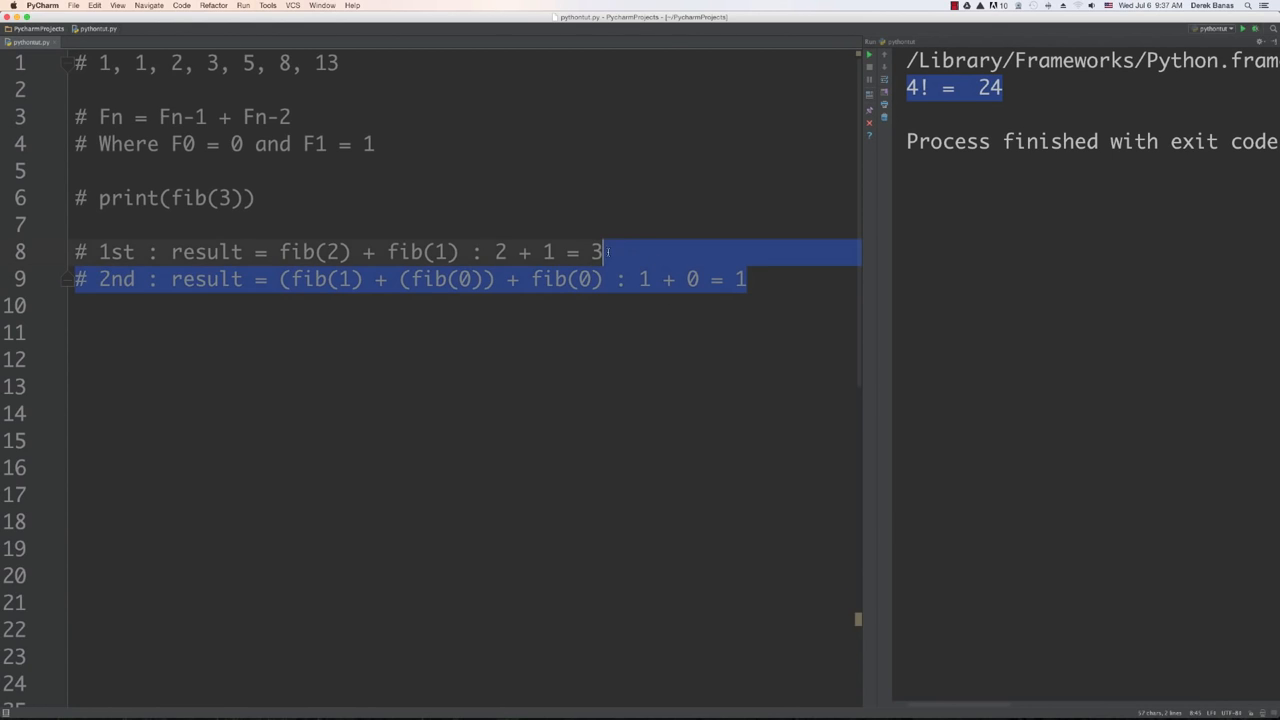 PyCharm File Edit View Navigate Code Refactor Run Tools VCS Window Help
10 Wed Jul 6 9:37 AM Derek Banas
pythontut.py - PycharmProjects - [~/PycharmProjects]
PycharmProjects pythontut.py
pythontut
pythontut.py
Run pythontut
1 # 1, 1, 2, 3, 5, 8, 13
2
3 # Fn = Fn-1 + Fn-2
4 # Where F0 = 0 and F1 = 1
5
6 # print(fib(3))
7
8 # 1st : result = fib(2) + fib(1) : 2 + 1 = 3
9 # 2nd : result = (fib(1) + (fib(0)) + fib(0) : 1 + 0 = 1
10
11
12
13
14
15
16
17
18
19
20
21
22
23
24
/Library/Frameworks/Python.fram
4! =  24
Process finished with exit code
57 chars, 2 lines 8:45 LF‡ UTF-8‡